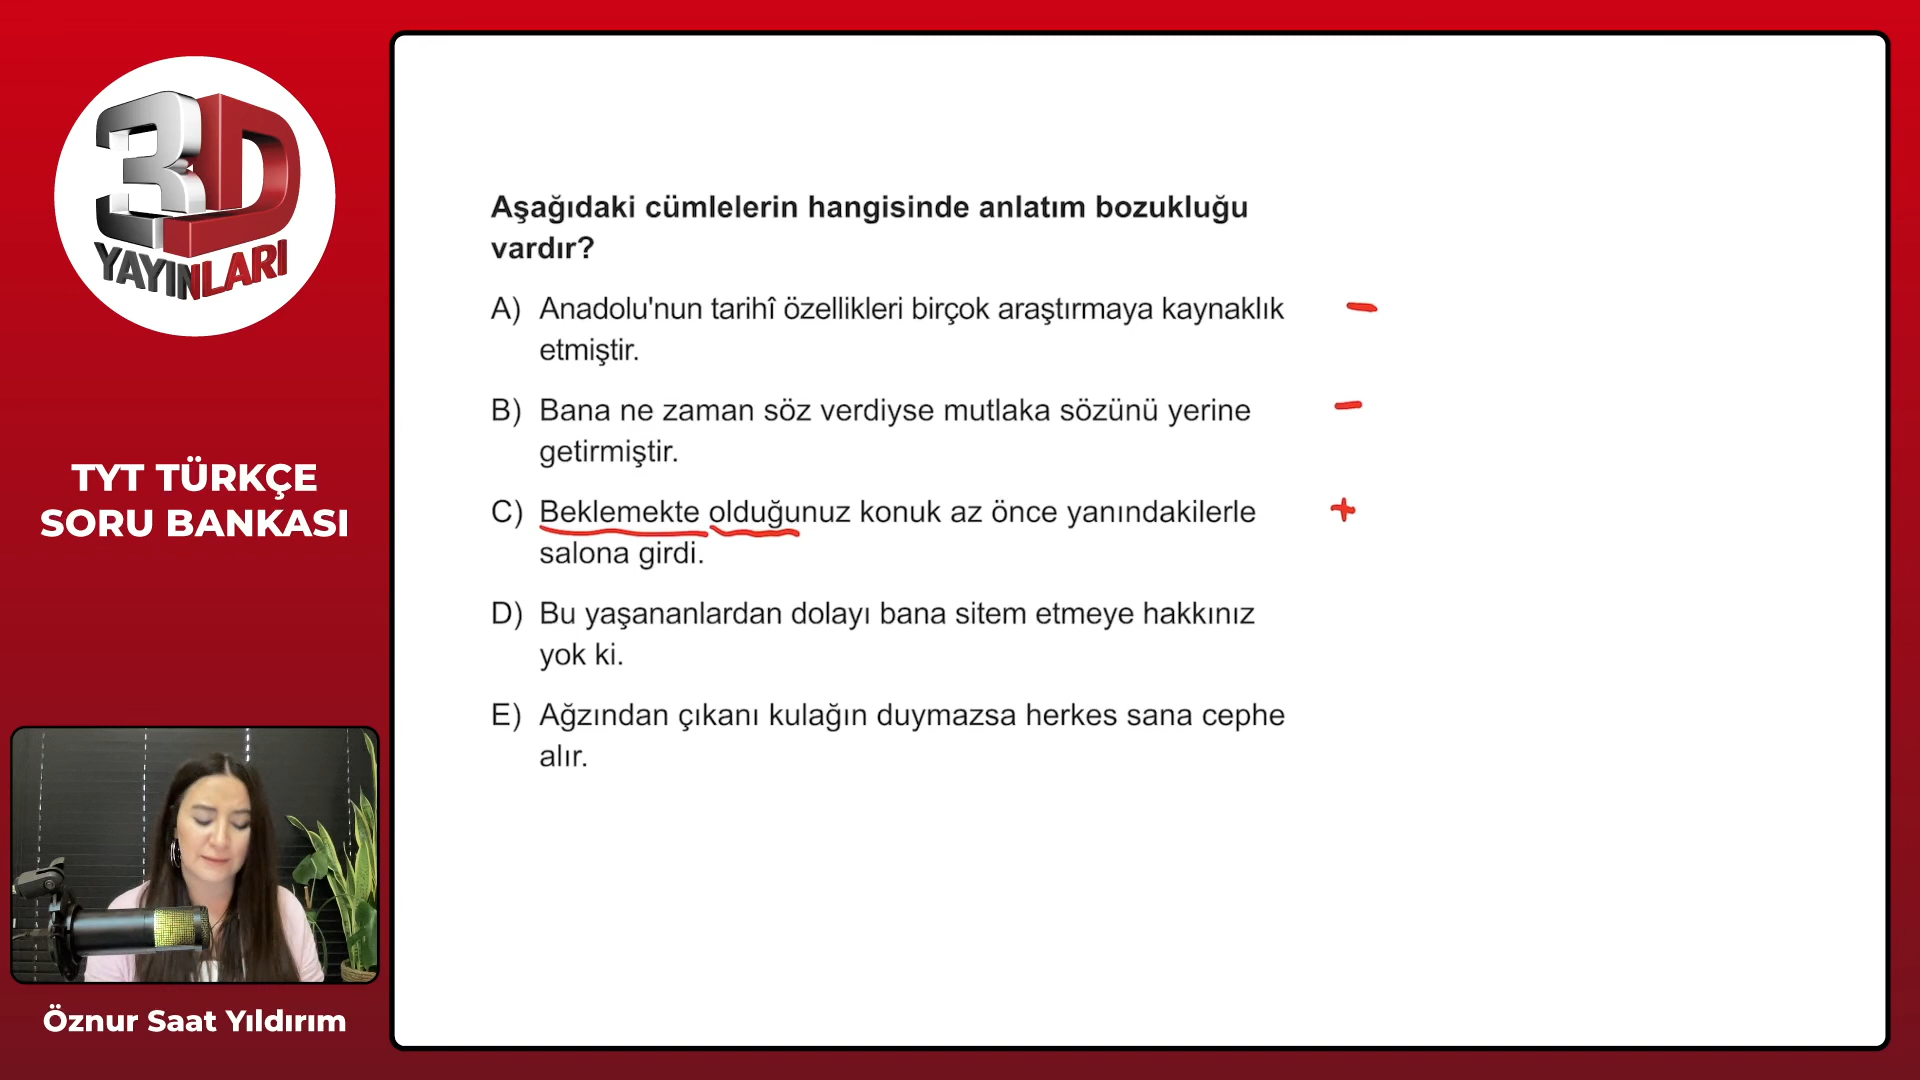 3D
YAYINLARI
TYT TÜRKÇE
SORU BANKASI
Öznur Saat Yıldırım
Aşağıdaki cümlelerin hangisinde anlatım bozukluğu
vardır?
A) Anadolu'nun tarihî özellikleri birçok araştırmaya kaynaklık
etmiştir.
B) Bana ne zaman söz verdiyse mutlaka sözünü yerine
getirmiştir.
C) Beklemekte olduğunuz konuk az önce yanındakilerle
salona girdi.
D) Bu yaşananlardan dolayı bana sitem etmeye hakkınız
yok ki.
E) Ağzından çıkanı kulağın duymazsa herkes sana cephe
alır.